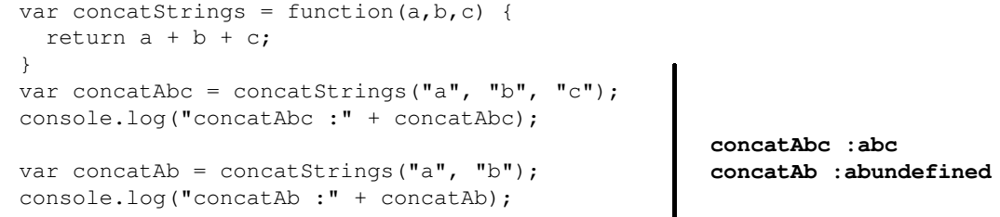 var concatStrings = function(a,b,c) {
  return a + b + c;
}
var concatAbc = concatStrings("a", "b", "c");
console.log("concatAbc :" + concatAbc);

var concatAb = concatStrings("a", "b");
console.log("concatAb :" + concatAb);

concatAbc :abc
concatAb :abundefined